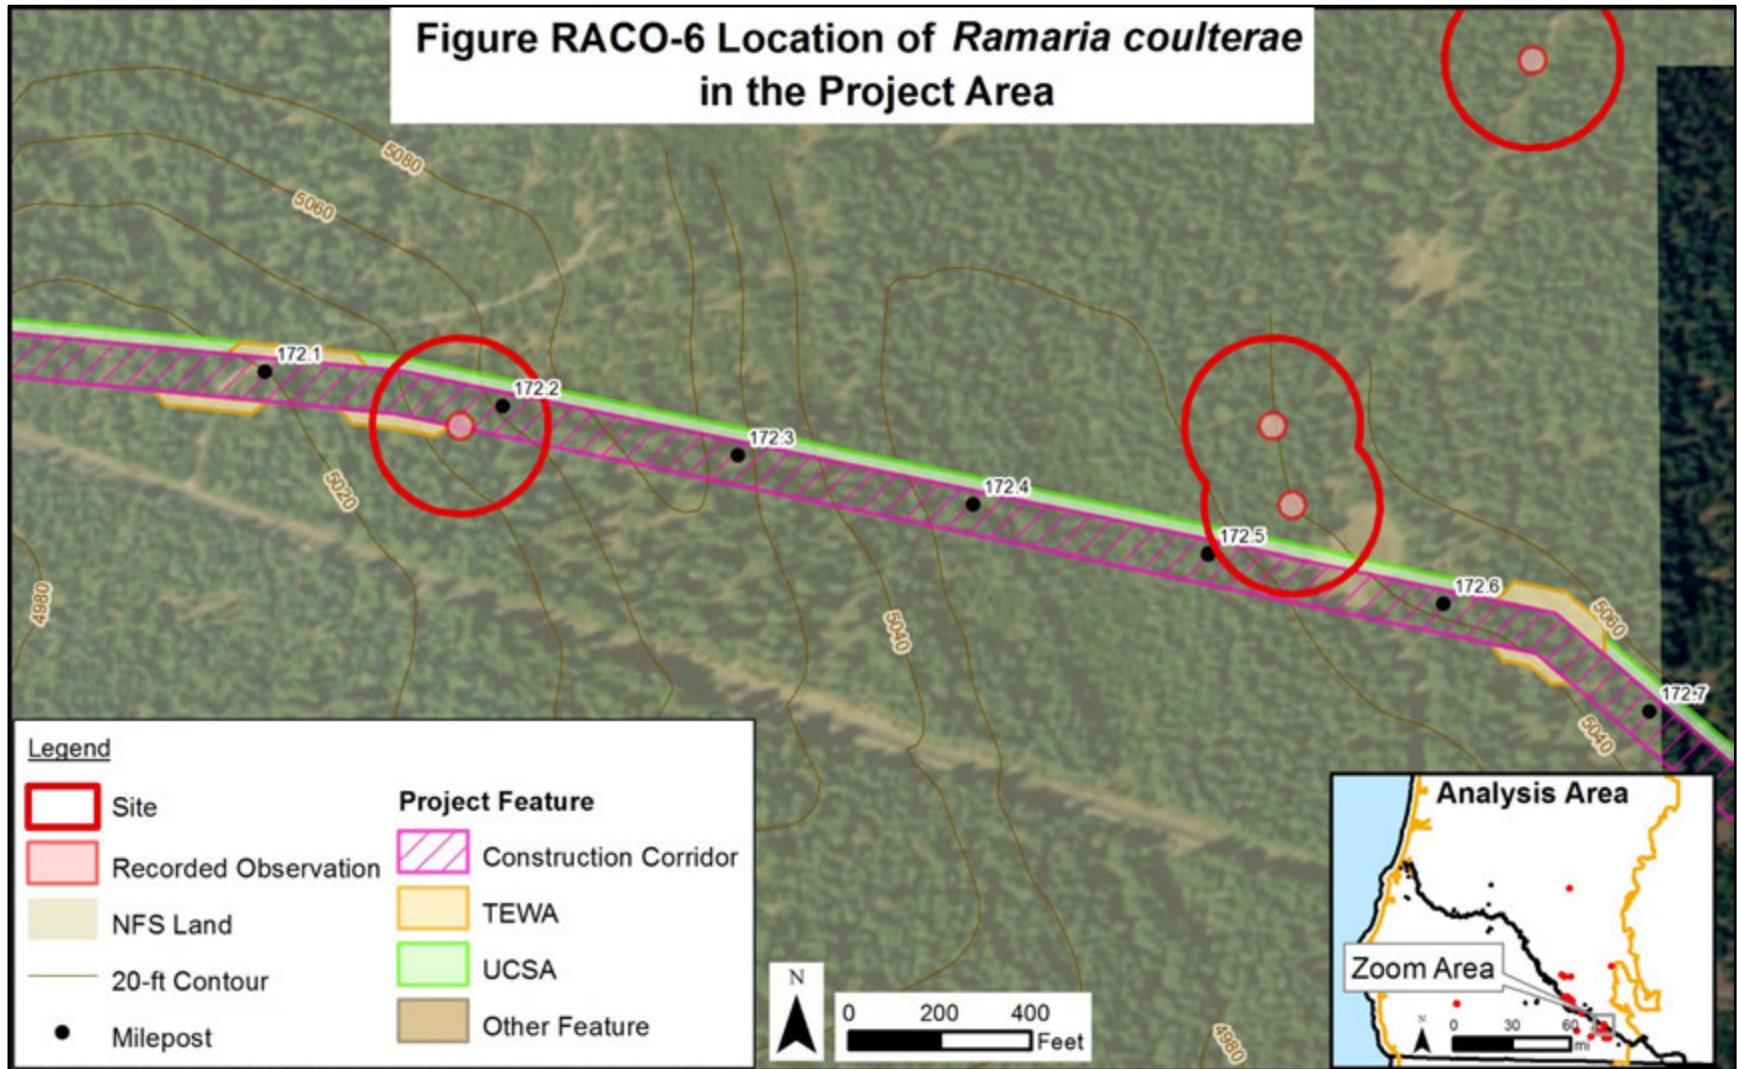 Figure RACO-6 Location of Ramaria coulterae
in the Project Area
5080
5060
172.1
172.2
172.3
172.4
172.5
172.6
172.7
5020
4980
5040
5060
5040
4980
Legend
Site
Recorded Observation
NFS Land
20-ft Contour
Milepost
Project Feature
Construction Corridor
TEWA
UCSA
Other Feature
N
0 200 400
Feet
Analysis Area
Zoom Area
N
0 30 60
mi